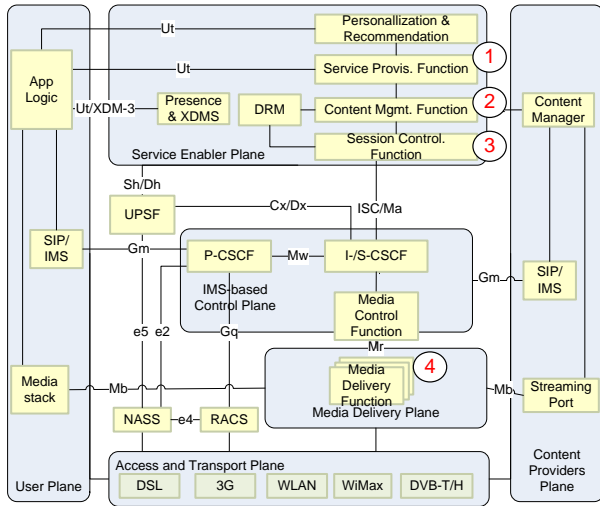 Personallization &
Recommendation
Ut
1
App
Logic
Ut
Service Provis. Function
Ut/XDM-3
Presence
& XDMS
DRM
Content Mgmt. Function
2
Content
Manager
Session Control.
Function
3
Service Enabler Plane
Sh/Dh
UPSF
Cx/Dx
ISC/Ma
SIP/
IMS
Gm
P-CSCF
Mw
I-/S-CSCF
Gm
SIP/
IMS
IMS-based
Control Plane
Media
Control
Function
e5
e2
Gq
Mr
Media
Delivery
Function
4
Media
stack
Mb
Mb
Streaming
Port
Media Delivery Plane
NASS
e4
RACS
Access and Transport Plane
DSL
3G
WLAN
WiMax
DVB-T/H
User Plane
Content
Providers
Plane